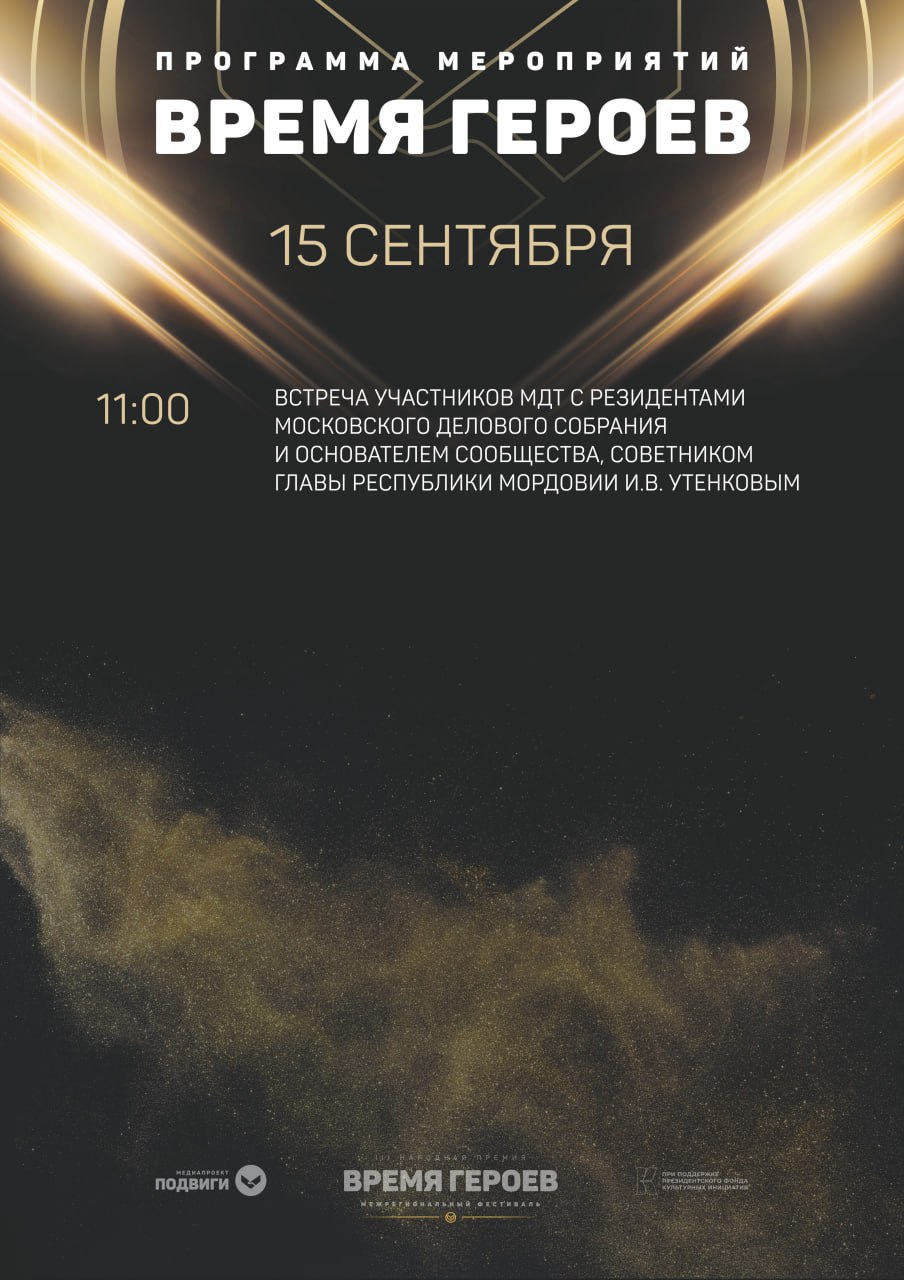 ПРОГРАММА МЕРОПРИЯТИЙ
ВРЕМЯ ГЕРОЕВ
15 СЕНТЯБРЯ
11:00
ВСТРЕЧА УЧАСТНИКОВ МДТ С РЕЗИДЕНТАМИ
МОСКОВСКОГО ДЕЛОВОГО СОБРАНИЯ
И ОСНОВАТЕЛЕМ СООБЩЕСТВА, СОВЕТНИКОМ
ГЛАВЫ РЕСПУБЛИКИ МОРДОВИИ И.В. УТЕНКОВЫМ
МЕДИАПРОЕКТ
ПОДВИГИ
III НАРОДНАЯ ПРЕМИЯ
ВРЕМЯ ГЕРОЕВ
МЕЖРЕГИОНАЛЬНЫЙ ФЕСТИВАЛЬ
ПРИ ПОДДЕРЖКЕ
ПРЕЗИДЕНТСКОГО ФОНДА
КУЛЬТУРНЫХ ИНИЦИАТИВ